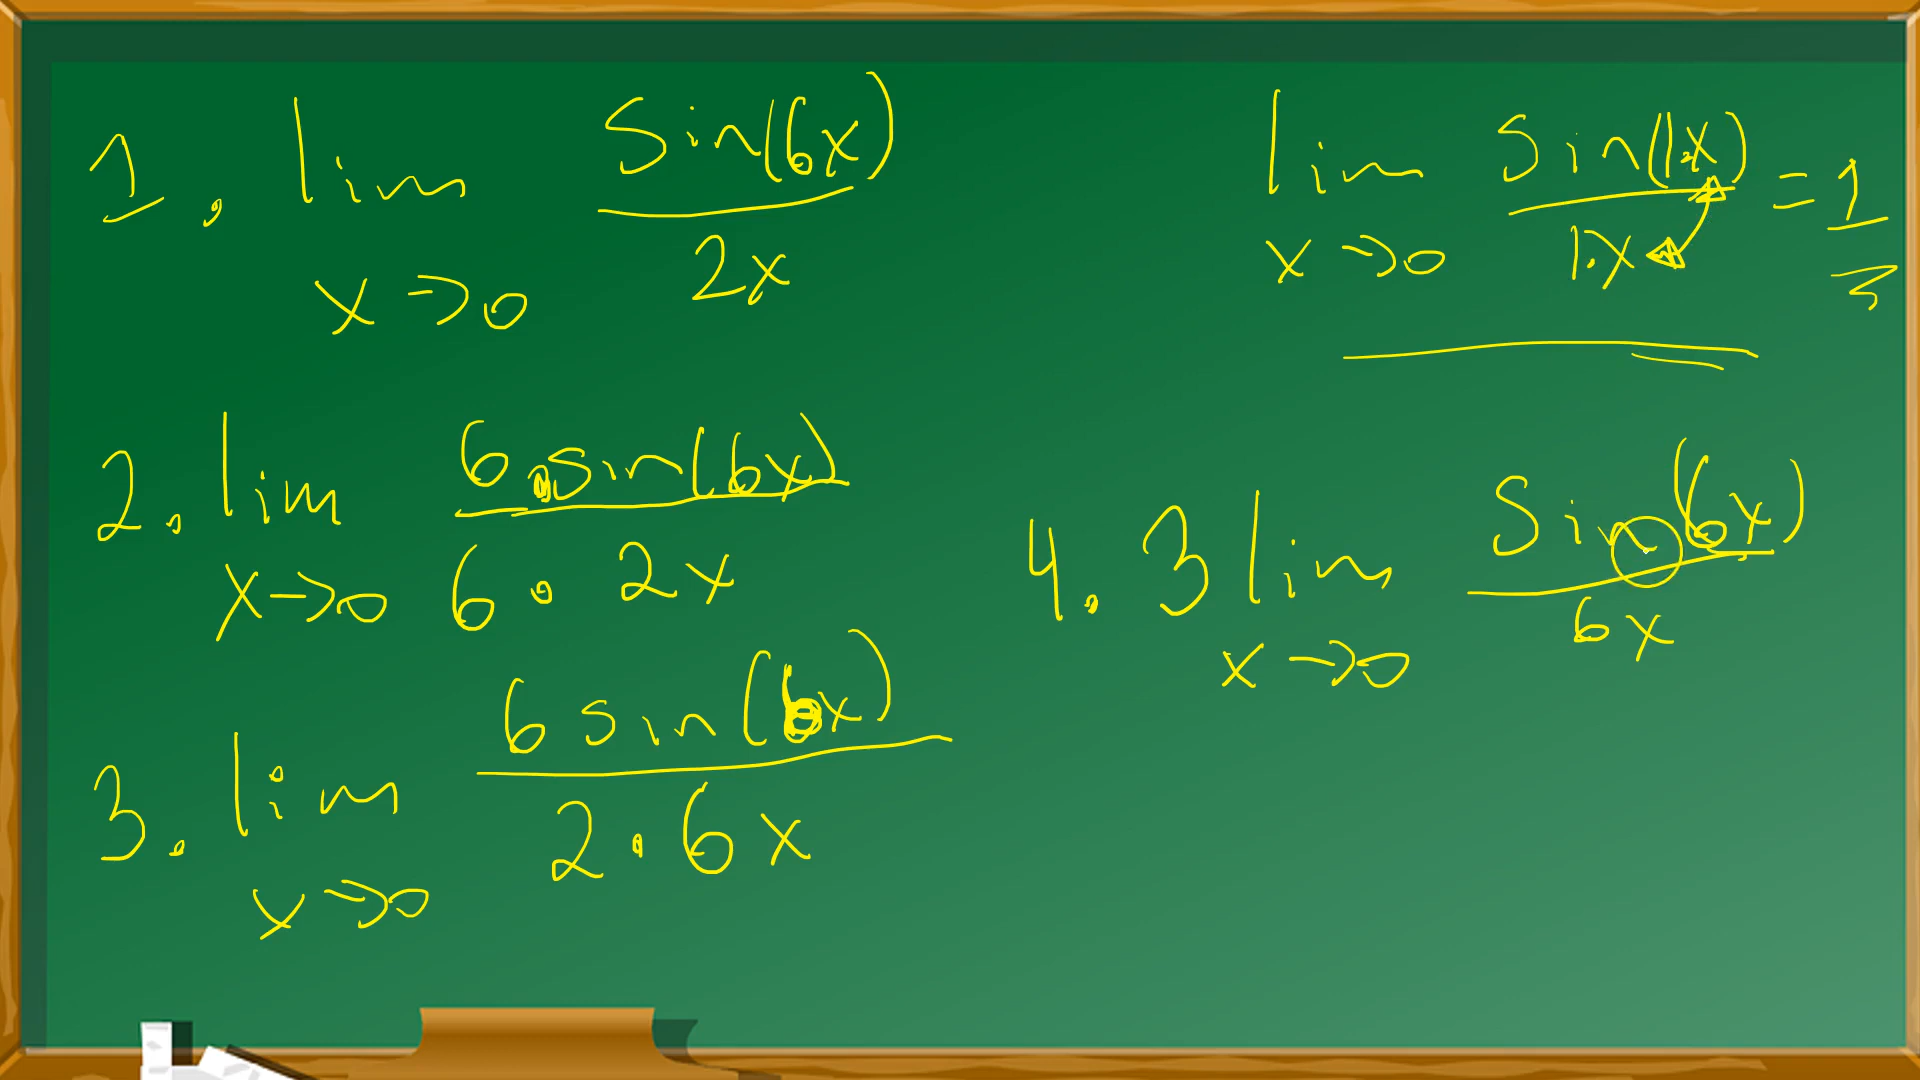 1. lim sin(6x)
x→0 2x
lim sin(1·x) = 1
x→0 1·x
2. lim 6·sin(6x)
x→0 6·2x
3. lim 6 sin(6x)
x→0 2·6x
4. 3 lim sin(6x)
x→0 6x